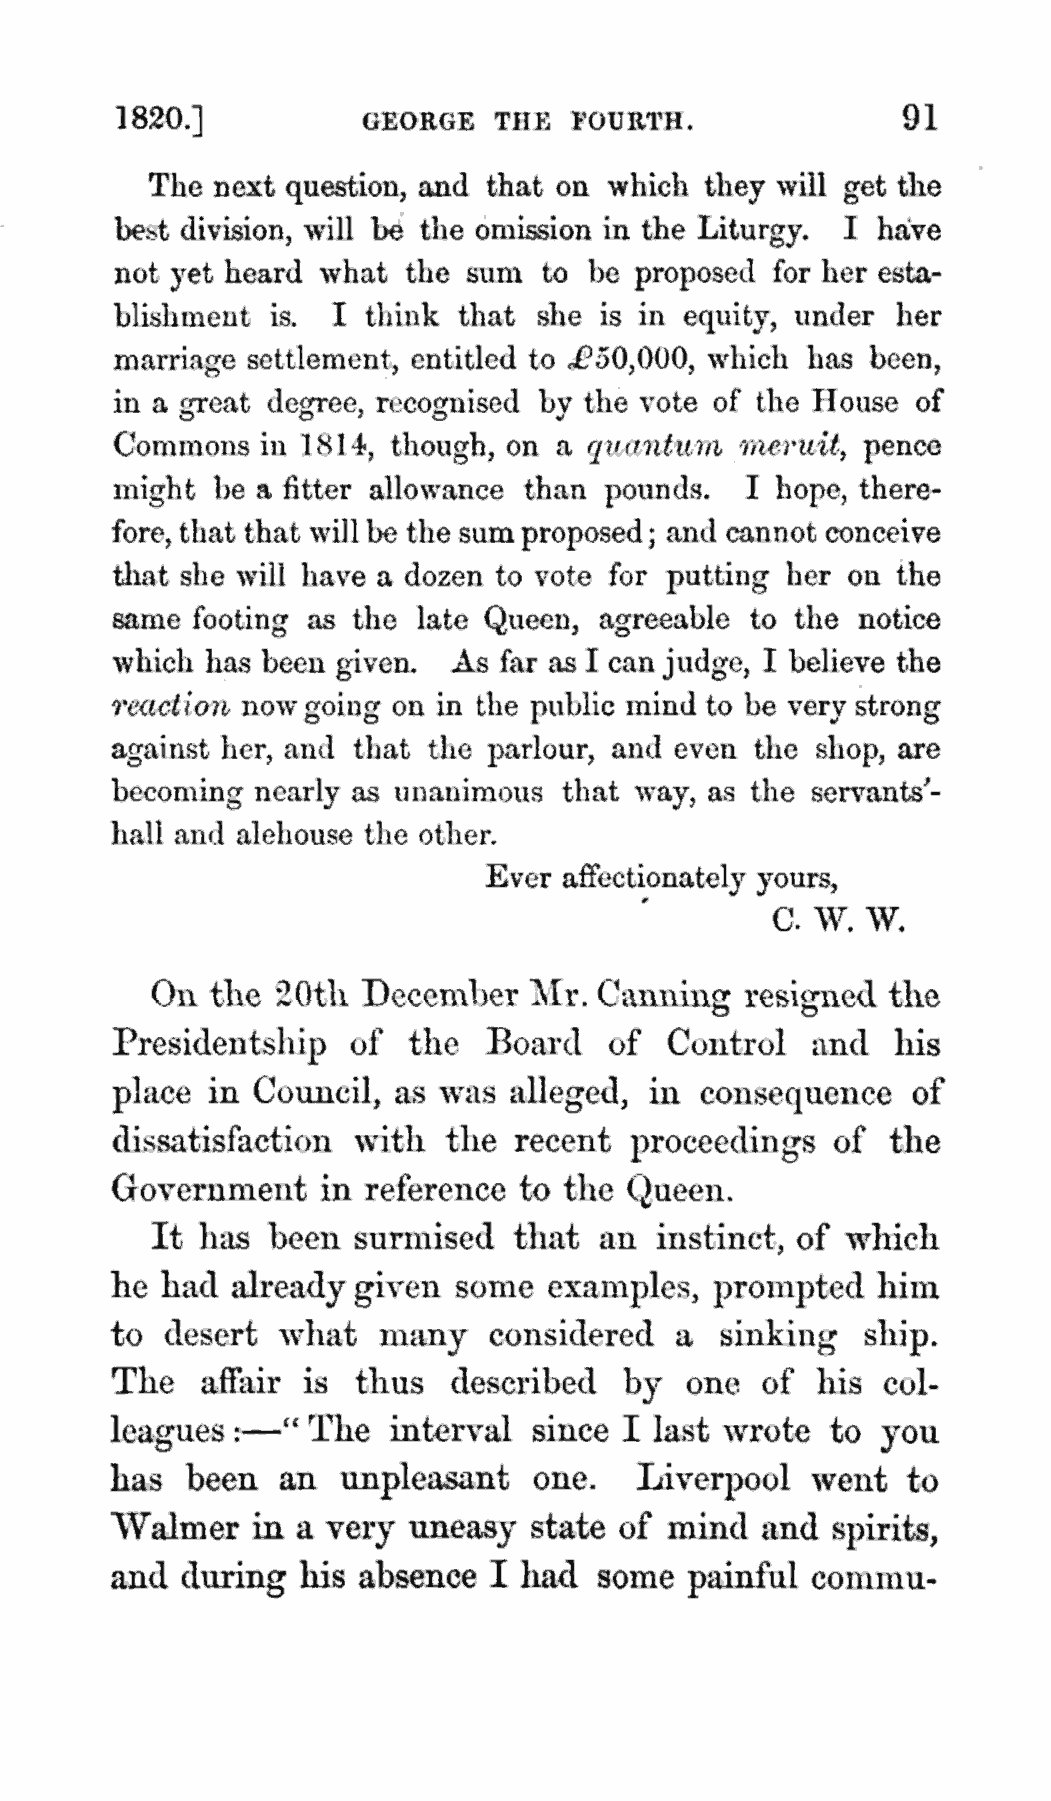 1820.] GEORGE THE FOURTH. 91
The next question, and that on which they will get the
best division, will be the omission in the Liturgy. I have
not yet heard what the sum to be proposed for her esta-
blishment is. I think that she is in equity, under her
marriage settlement, entitled to £50,000, which has been,
in a great degree, recognised by the vote of the House of
Commons in 1814, though, on a quantum meruit, pence
might be a fitter allowance than pounds. I hope, there-
fore, that that will be the sum proposed; and cannot conceive
that she will have a dozen to vote for putting her on the
same footing as the late Queen, agreeable to the notice
which has been given. As far as I can judge, I believe the
reaction now going on in the public mind to be very strong
against her, and that the parlour, and even the shop, are
becoming nearly as unanimous that way, as the servants'-
hall and alehouse the other.
Ever affectionately yours,
C. W. W.
On the 20th December Mr. Canning resigned the
Presidentship of the Board of Control and his
place in Council, as was alleged, in consequence of
dissatisfaction with the recent proceedings of the
Government in reference to the Queen.
It has been surmised that an instinct, of which
he had already given some examples, prompted him
to desert what many considered a sinking ship.
The affair is thus described by one of his col-
leagues:—"The interval since I last wrote to you
has been an unpleasant one. Liverpool went to
Walmer in a very uneasy state of mind and spirits,
and during his absence I had some painful commu-